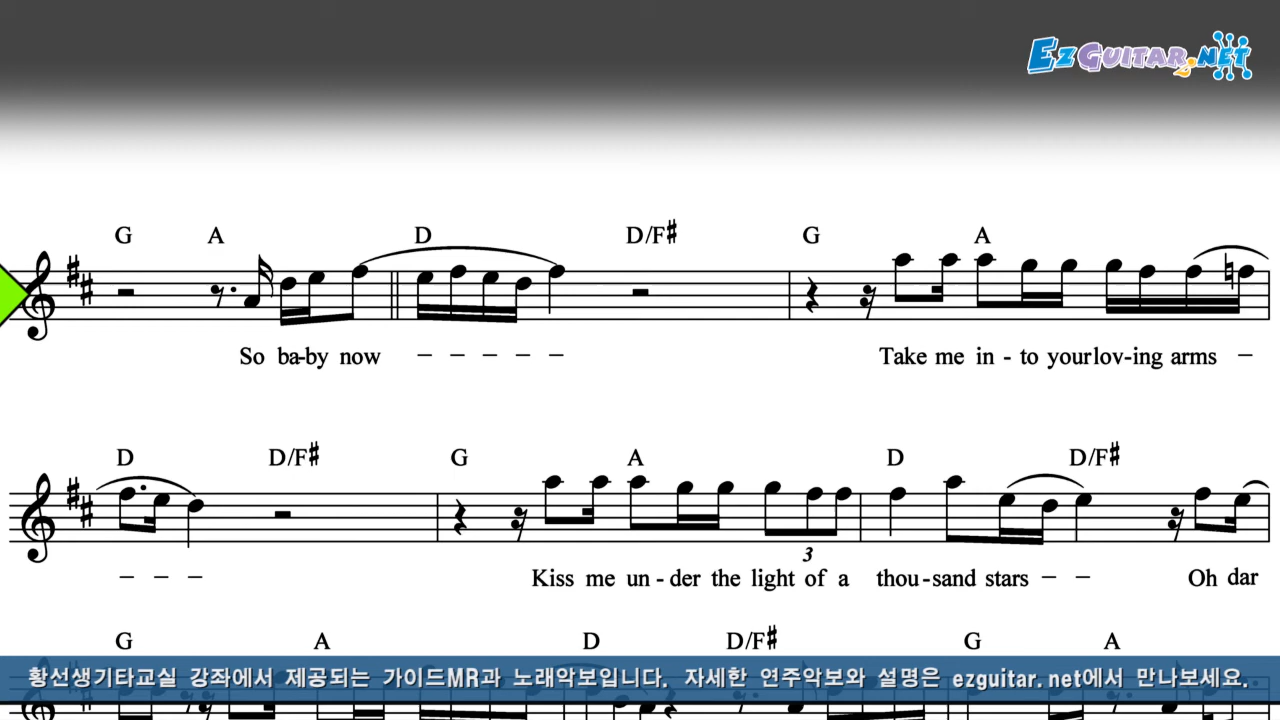 EzGuitar.net
G A D D/F# G A
So ba-by now - - - - - Take me in - to your lov-ing arms -
D D/F# G A D D/F#
3
- - - Kiss me un - der the light of a thou-sand stars - - Oh dar
G A D D/F# G A
황선생기타교실 강좌에서 제공되는 가이드MR과 노래악보입니다. 자세한 연주악보와 설명은 ezguitar.net에서 만나보세요.